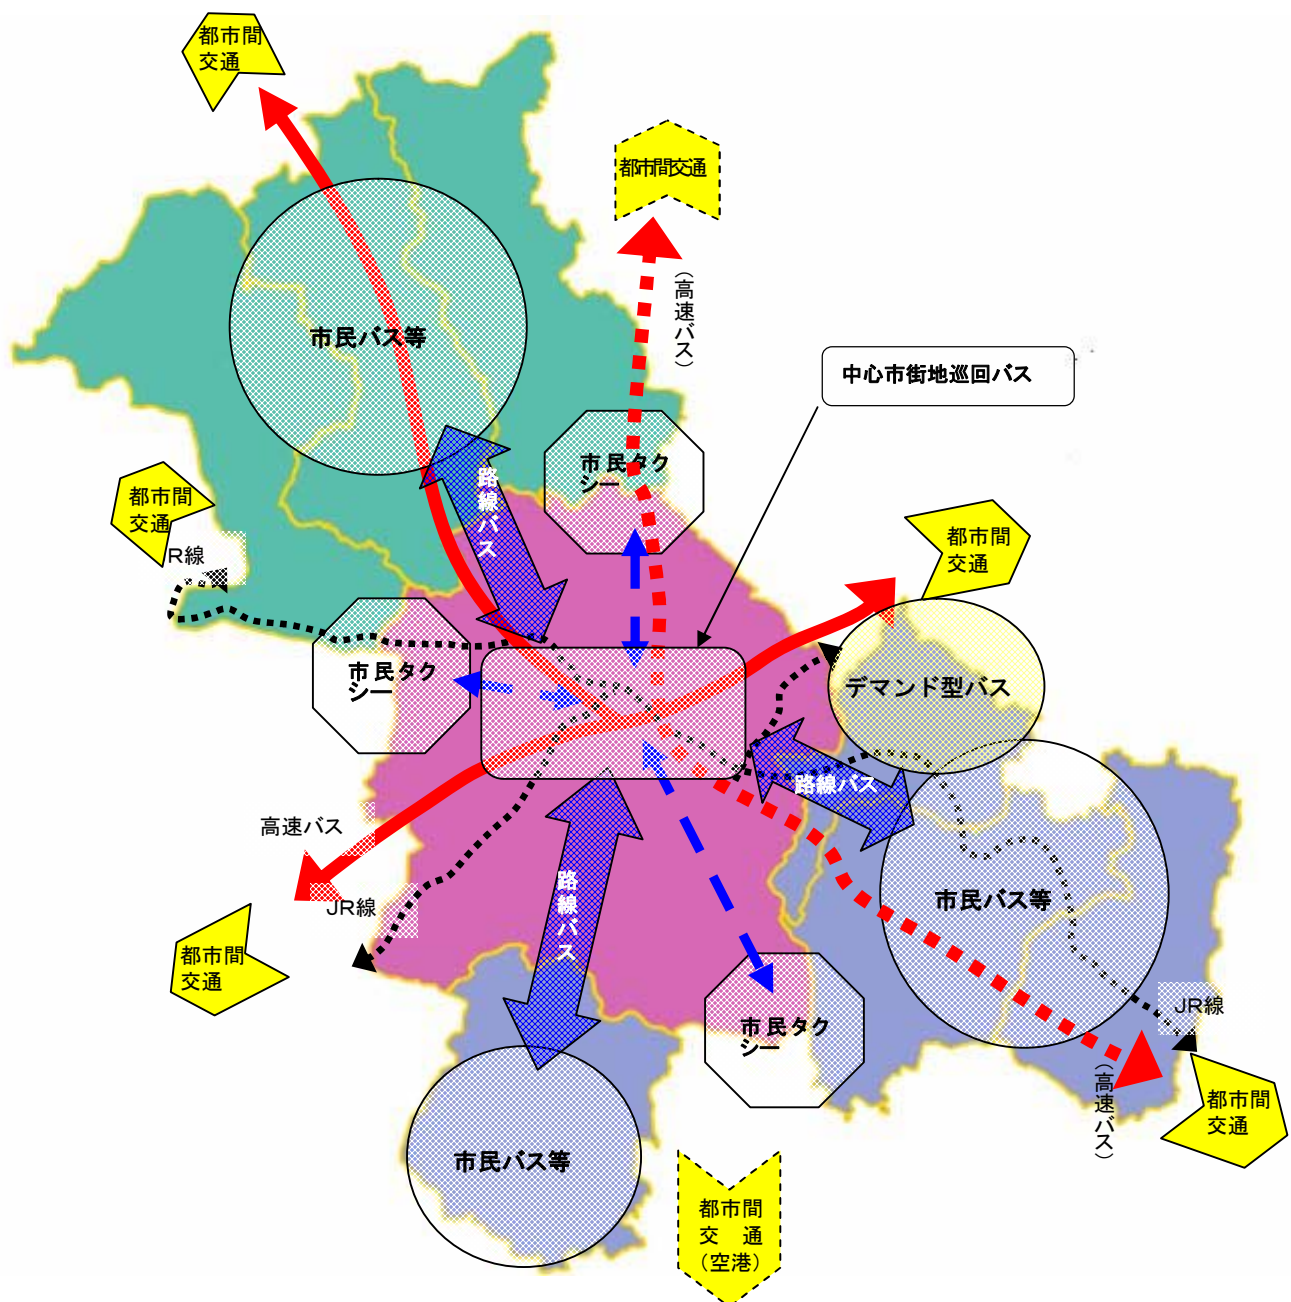 都市間
交通
都市間交通
（高速バス）
市民バス等
中心市街地巡回バス
市民タク
シー
路線バス
都市間
交通
R線
都市間
交通
市民タク
シー
デマンド型バス
路線バス
高速バス
路線バス
市民バス等
JR線
都市間
交通
JR線
市民タク
シー
（高速バス）
都市間
交通
市民バス等
都市間
交　通
（空港）